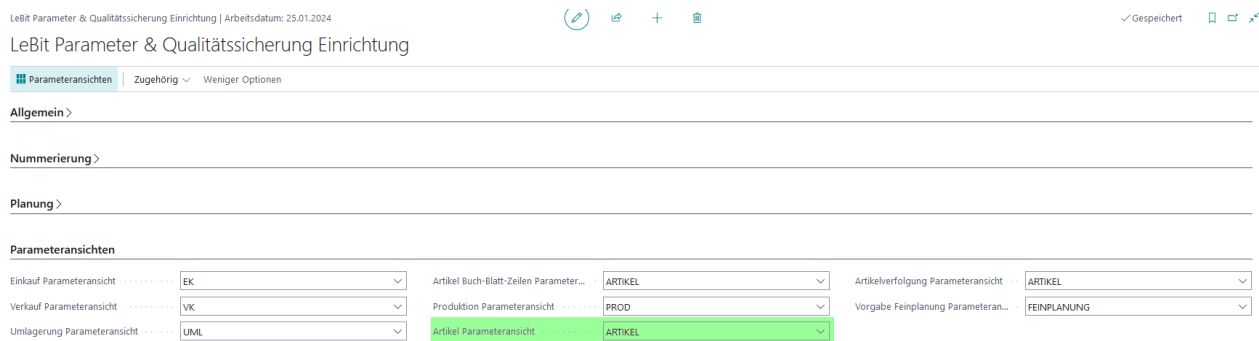 LeBit Parameter & Qualitätssicherung Einrichtung | Arbeitsdatum: 25.01.2024
Gespeichert
LeBit Parameter & Qualitätssicherung Einrichtung
Parameteransichten Zugehörig Weniger Optionen
Allgemein
Nummerierung
Planung
Parameteransichten
Einkauf Parameteransicht EK Artikel Buch-Blatt-Zeilen Parameter... ARTIKEL Artikelverfolgung Parameteransicht ARTIKEL
Verkauf Parameteransicht VK Produktion Parameteransicht PROD Vorgabe Feinplanung Parameteran... FEINPLANUNG
Umlagerung Parameteransicht UML Artikel Parameteransicht ARTIKEL